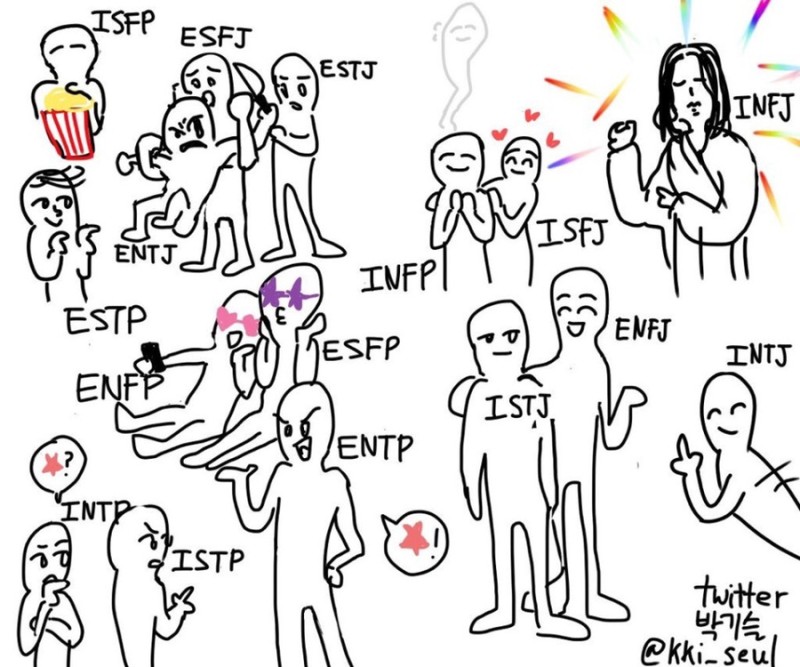 ISFP
ESFJ
ESTJ
ENTJ
ESTP
INFP
ISFJ
INFJ
ENFP
ESFP
ENTP
ENFJ
ISTJ
INTJ
?
INTP
ISTP
!
twitter
박기슬
@kki_seul